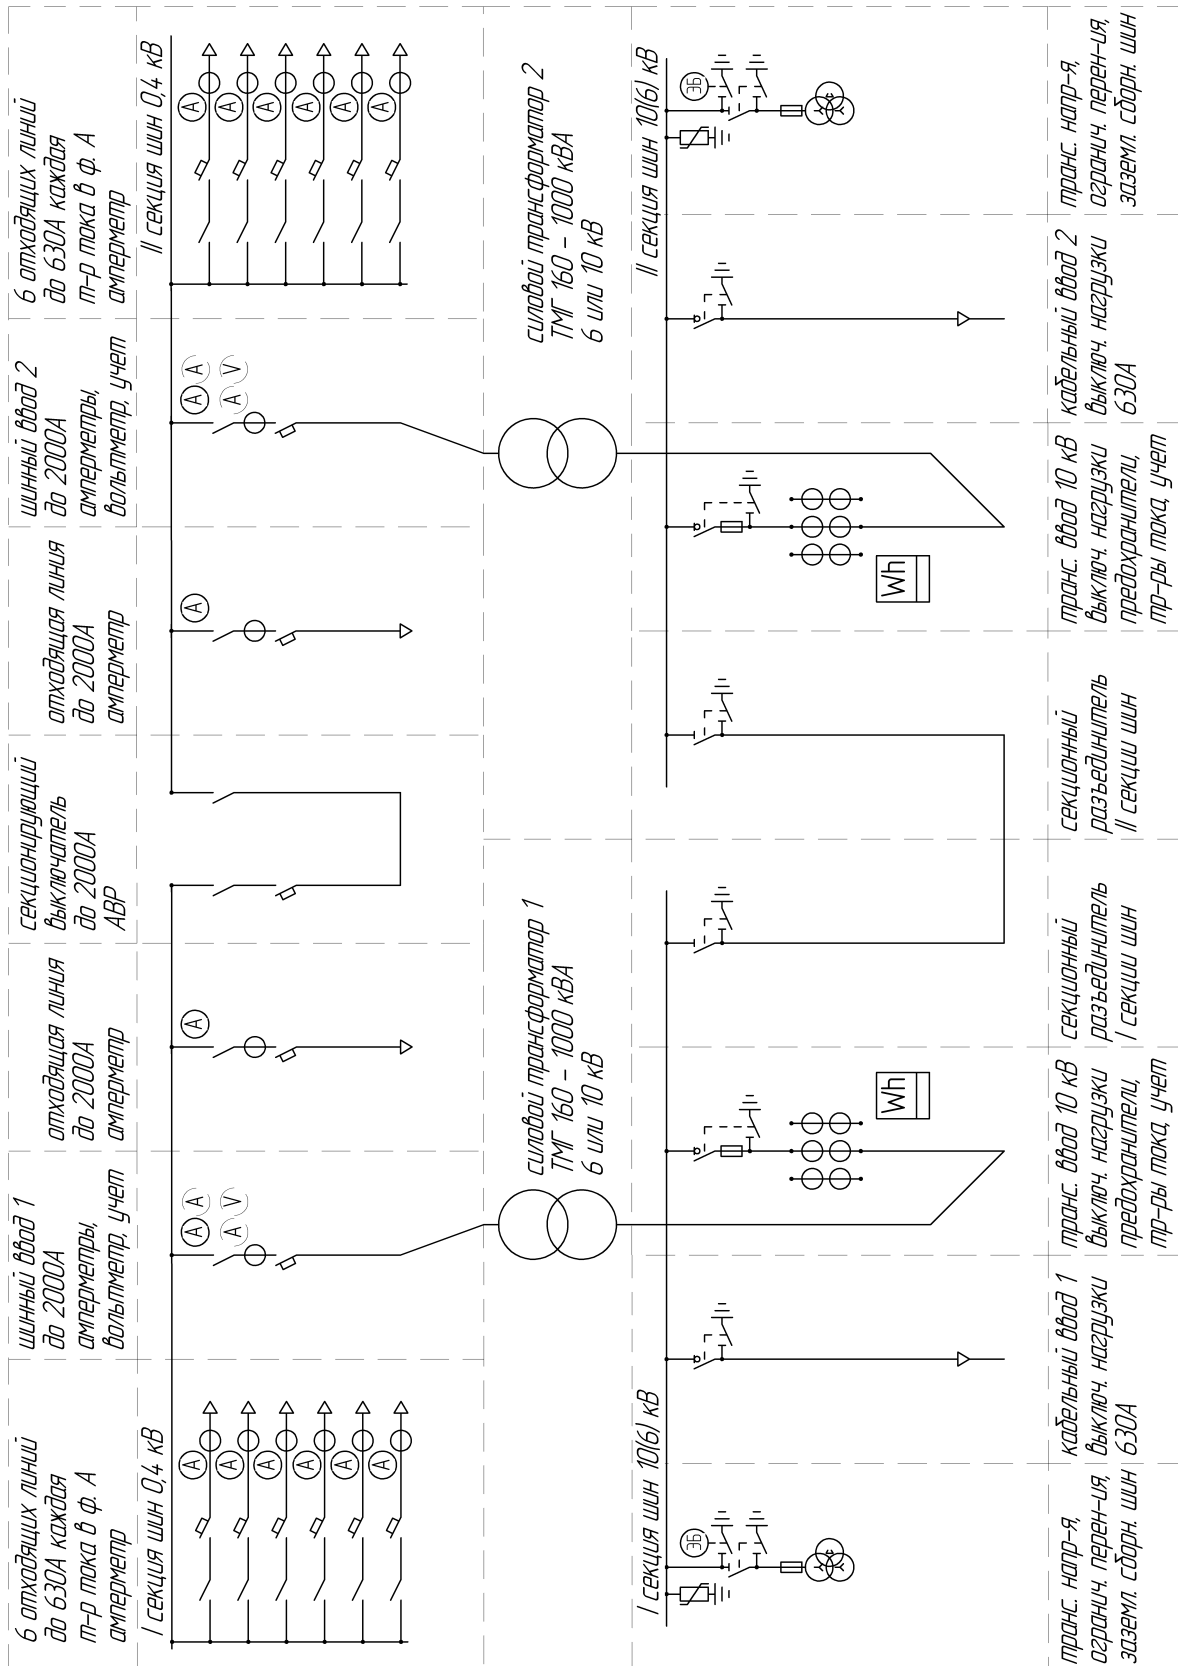 6 отходящих линий
до 630А каждая
т-р тока в ф. А
амперметр
шинный ввод 1
до 2000А
амперметры,
вольтметр, учет
отходящая линия
до 2000А
амперметр
секционирующий
выключатель
до 2000А
АВР
отходящая линия
до 2000А
амперметр
шинный ввод 2
до 2000А
амперметры,
вольтметр, учет
6 отходящих линий
до 630А каждая
т-р тока в ф. А
амперметр
I секция шин 0,4 кВ
II секция шин 0,4 кВ
A
A
A
A
A
A
A A
A V
A
A
A A
A V
A
A
A
A
A
A
силовой трансформатор 1
ТМГ 160 - 1000 кВА
6 или 10 кВ
силовой трансформатор 2
ТМГ 160 - 1000 кВА
6 или 10 кВ
I секция шин 10(6) кВ
II секция шин 10(6) кВ
ЗБ
ЗБ
Wh
Wh
транс. напр-я,
огранич. перен-ия,
заземл. сборн. шин
кабельный ввод 1
выключ. нагрузки
630А
транс. ввод 10 кВ
выключ. нагрузки
предохранители,
тр-ры тока, учет
секционный
разъединитель
I секции шин
секционный
разъединитель
II секции шин
транс. ввод 10 кВ
выключ. нагрузки
предохранители,
тр-ры тока, учет
кабельный ввод 2
выключ. нагрузки
630А
транс. напр-я,
огранич. перен-ия,
заземл. сборн. шин